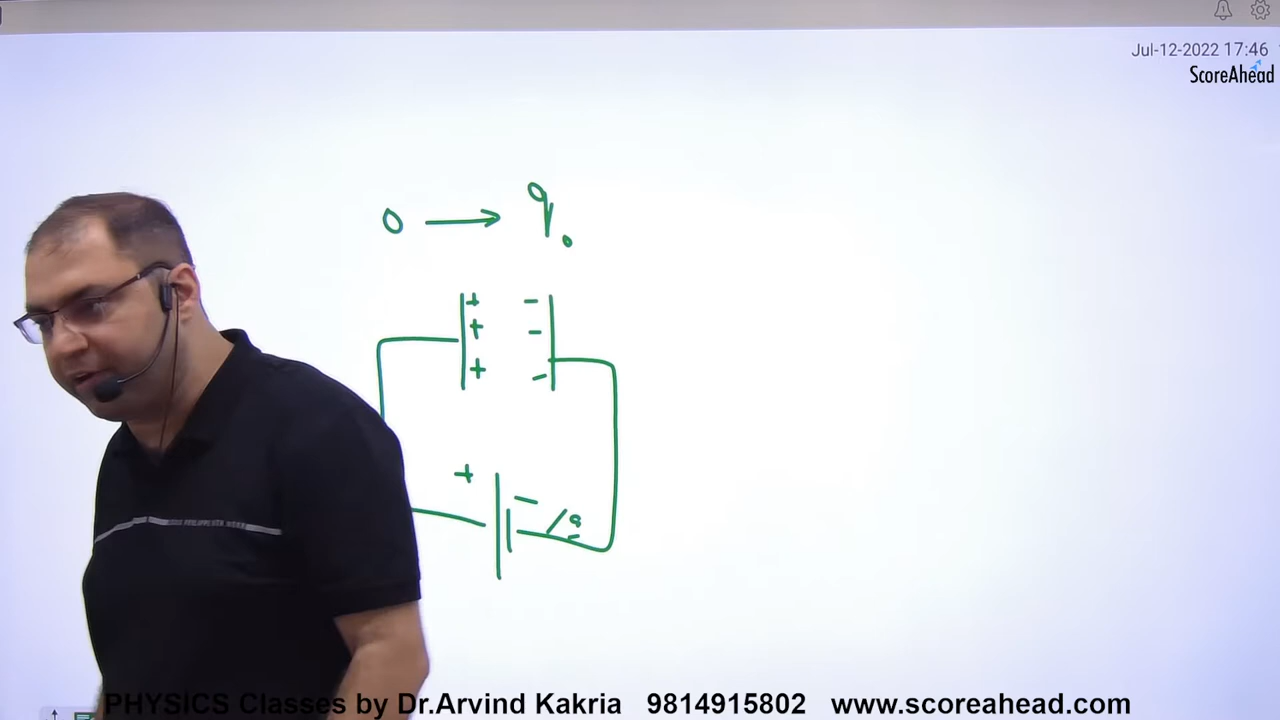 Jul-12-2022 17:46
ScoreAhead
0 → q₀
+ -
+ -
+ -
+ -
PHYSICS Classes by Dr.Arvind Kakria 9814915802 www.scoreahead.com